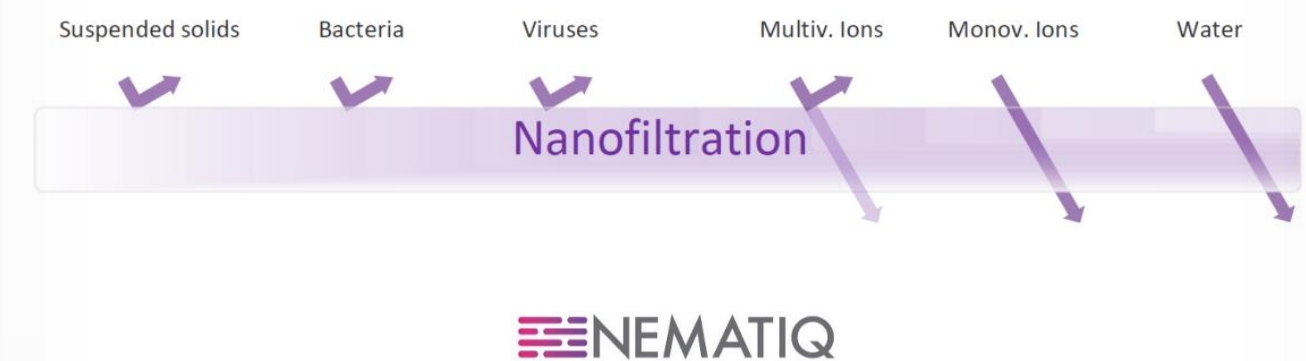 Suspended solids Bacteria Viruses Multiv. Ions Monov. Ions Water
Nanofiltration
NEMATIQ